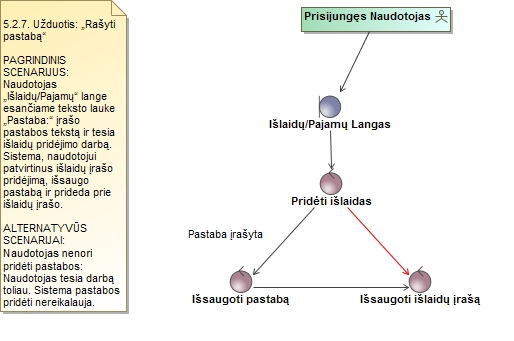 5.2.7. Užduotis: „Rašyti
pastabą“
PAGRINDINIS
SCENARIJUS:
Naudotojas
„Išlaidų/Pajamų“ lange
esančiame teksto lauke
„Pastaba:“ įrašo
pastabos tekstą ir tesia
išlaidų pridėjimo darbą.
Sistema, naudotojui
patvirtinus išlaidų įrašo
pridėjimą, išsaugo
pastabą ir prideda prie
išlaidų įrašo.
ALTERNATYVŪS
SCENARIJAI:
Naudotojas nenori
pridėti pastabos:
Naudotojas tesia darbą
toliau. Sistema pastabos
pridėti nereikalauja.
Prisijungęs Naudotojas
Išlaidų/Pajamų Langas
Pridėti išlaidas
Pastaba įrašyta
Išsaugoti pastabą
Išsaugoti išlaidų įrašą